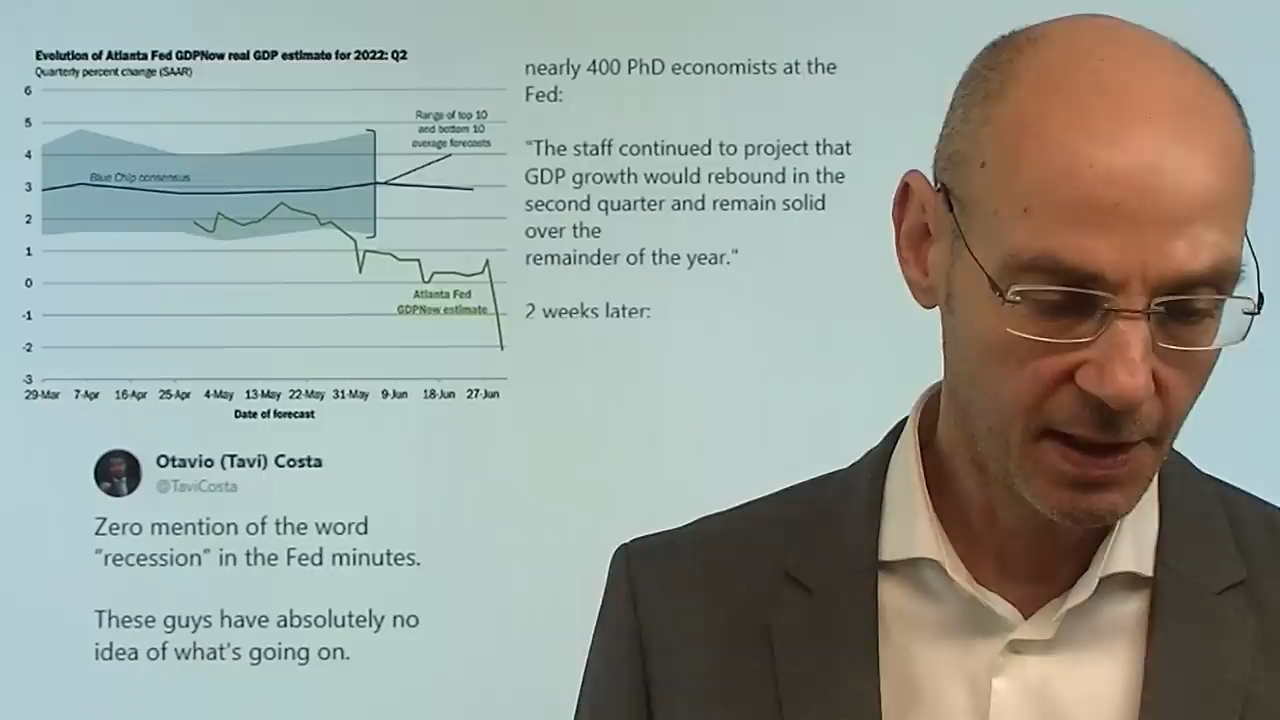 Evolution of Atlanta Fed GDPNow real GDP estimate for 2022: Q2
Quarterly percent change (SAAR)
6
5
4
3
2
1
0
-1
-2
-3
Range of top 10
and bottom 10
average forecasts
Blue Chip consensus
Atlanta Fed
GDPNow estimate
29-Mar 7-Apr 16-Apr 25-Apr 4-May 13-May 22-May 31-May 9-Jun 18-Jun 27-Jun
Date of forecast
nearly 400 PhD economists at the
Fed:
"The staff continued to project that
GDP growth would rebound in the
second quarter and remain solid
over the
remainder of the year."
2 weeks later:
Otavio (Tavi) Costa
@TaviCosta
Zero mention of the word
"recession" in the Fed minutes.
These guys have absolutely no
idea of what's going on.